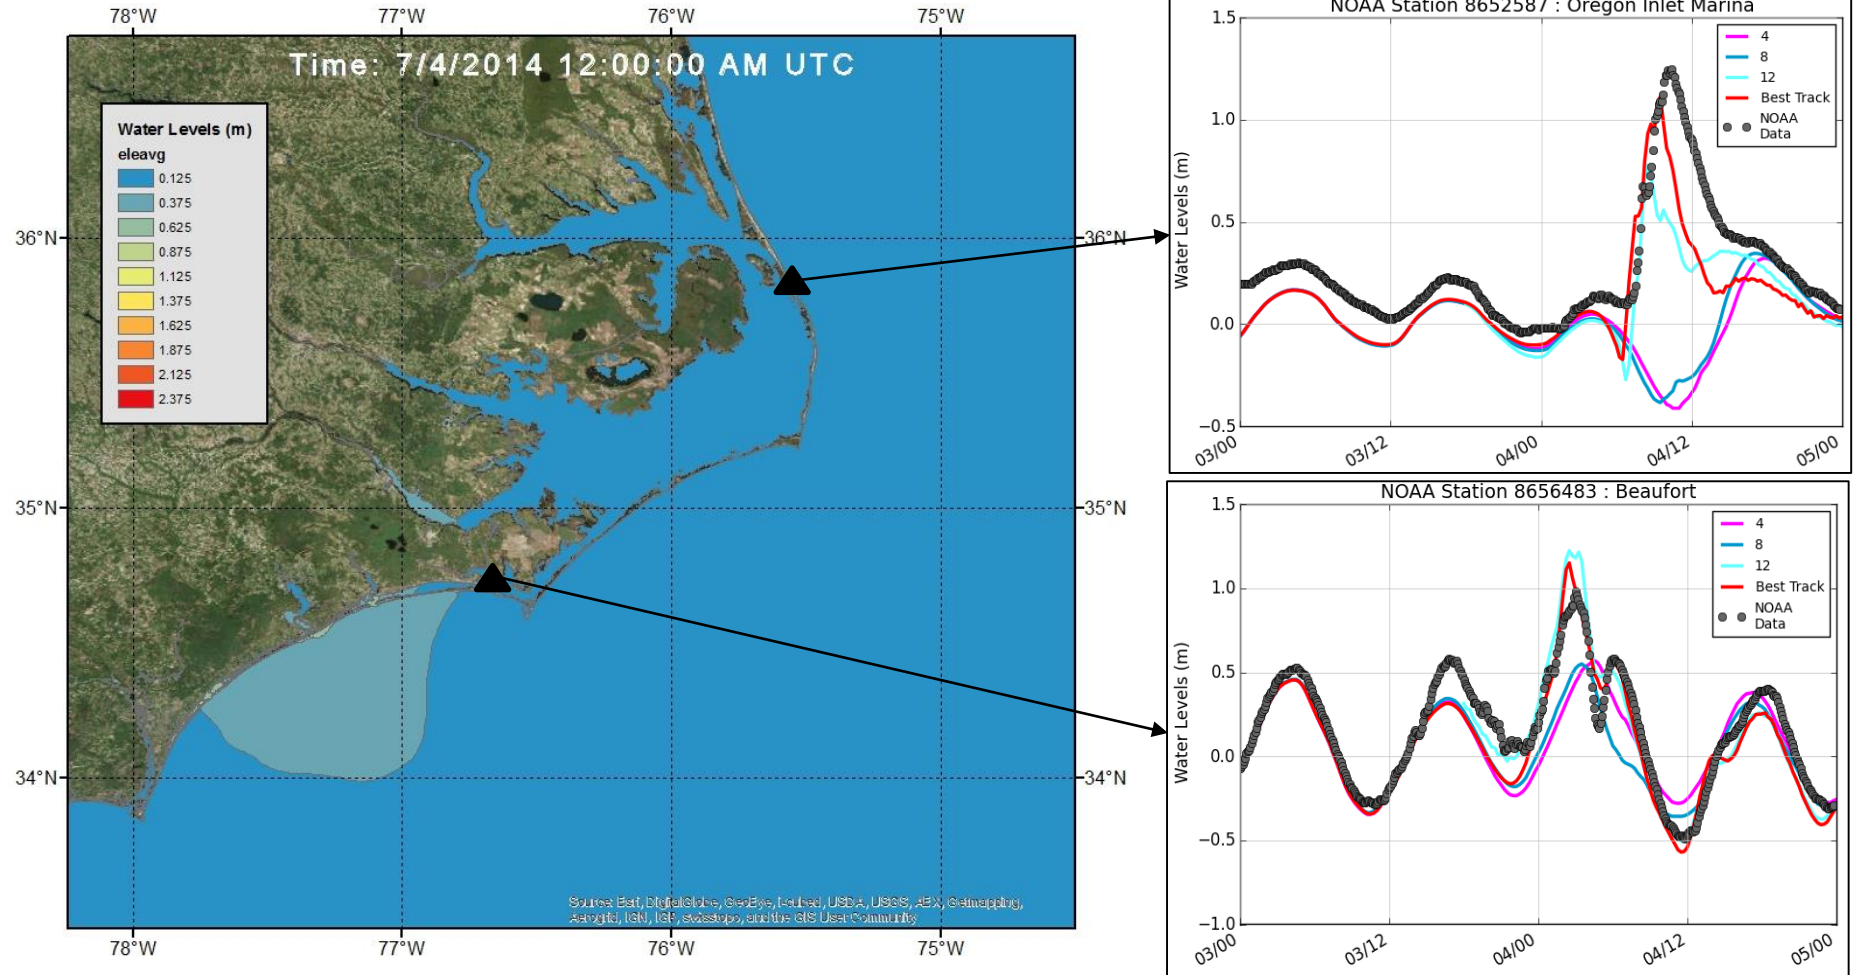 78°W 77°W 76°W 75°W
Time: 7/4/2014 12:00:00 AM UTC
Water Levels (m)
eleavg
0.125
0.375
0.625
0.875
1.125
1.375
1.625
1.875
2.125
2.375
36°N 36°N
35°N 35°N
34°N 34°N
Source: Esri, DigitalGlobe, GeoEye, i-cubed, USDA, USGS, AEX, Getmapping,
Aerogrid, IGN, IGP, swisstopo, and the GIS User Community
78°W 77°W 76°W 75°W
NOAA Station 8652587 : Oregon Inlet Marina
Water Levels (m)
1.5
1.0
0.5
0.0
−0.5
4
8
12
Best Track
NOAA
Data
03/00 03/12 04/00 04/12 05/00
NOAA Station 8656483 : Beaufort
Water Levels (m)
1.5
1.0
0.5
0.0
−0.5
−1.0
4
8
12
Best Track
NOAA
Data
03/00 03/12 04/00 04/12 05/00